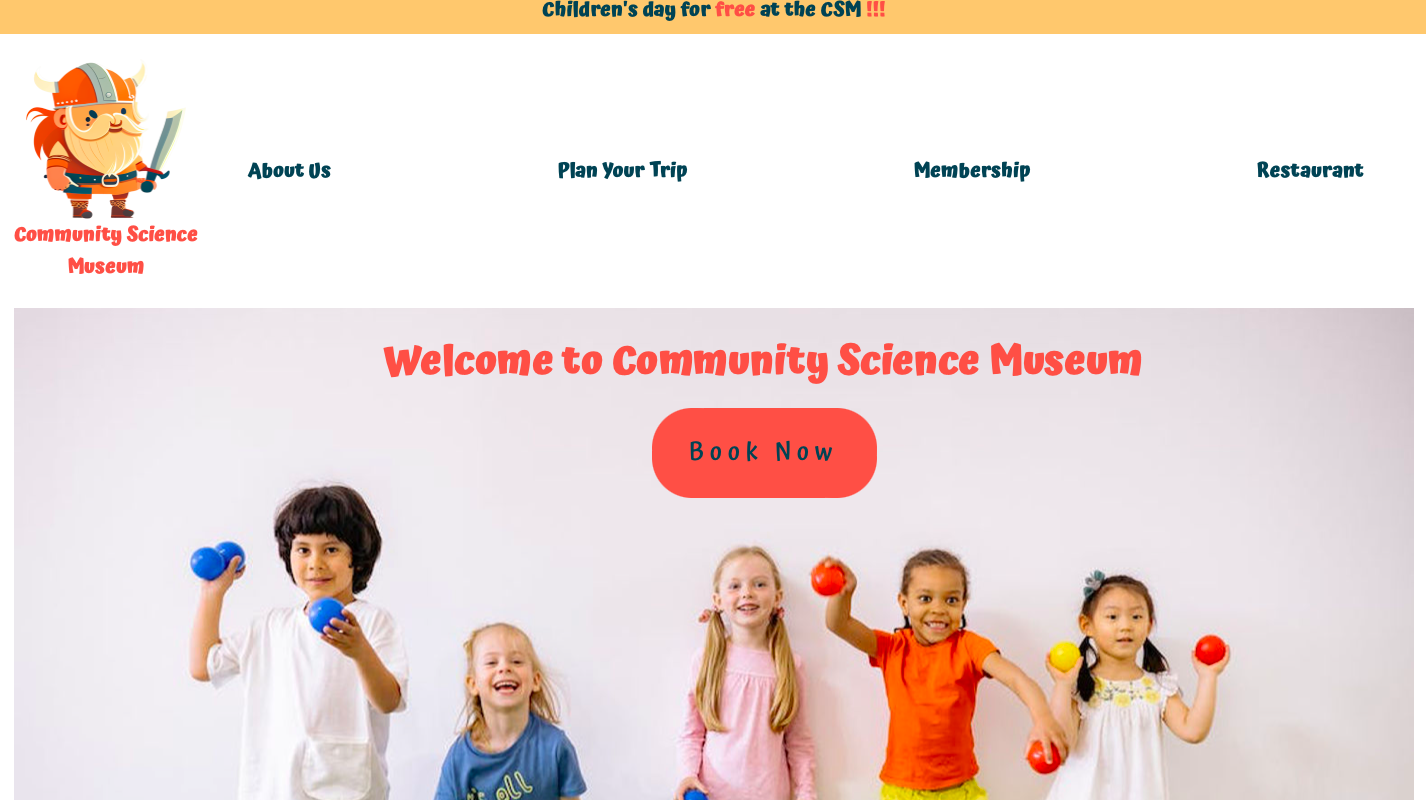 Children's day for free at the CSM !!!
About Us
Plan Your Trip
Membership
Restaurant
Community Science
Museum
Welcome to Community Science Museum
Book Now